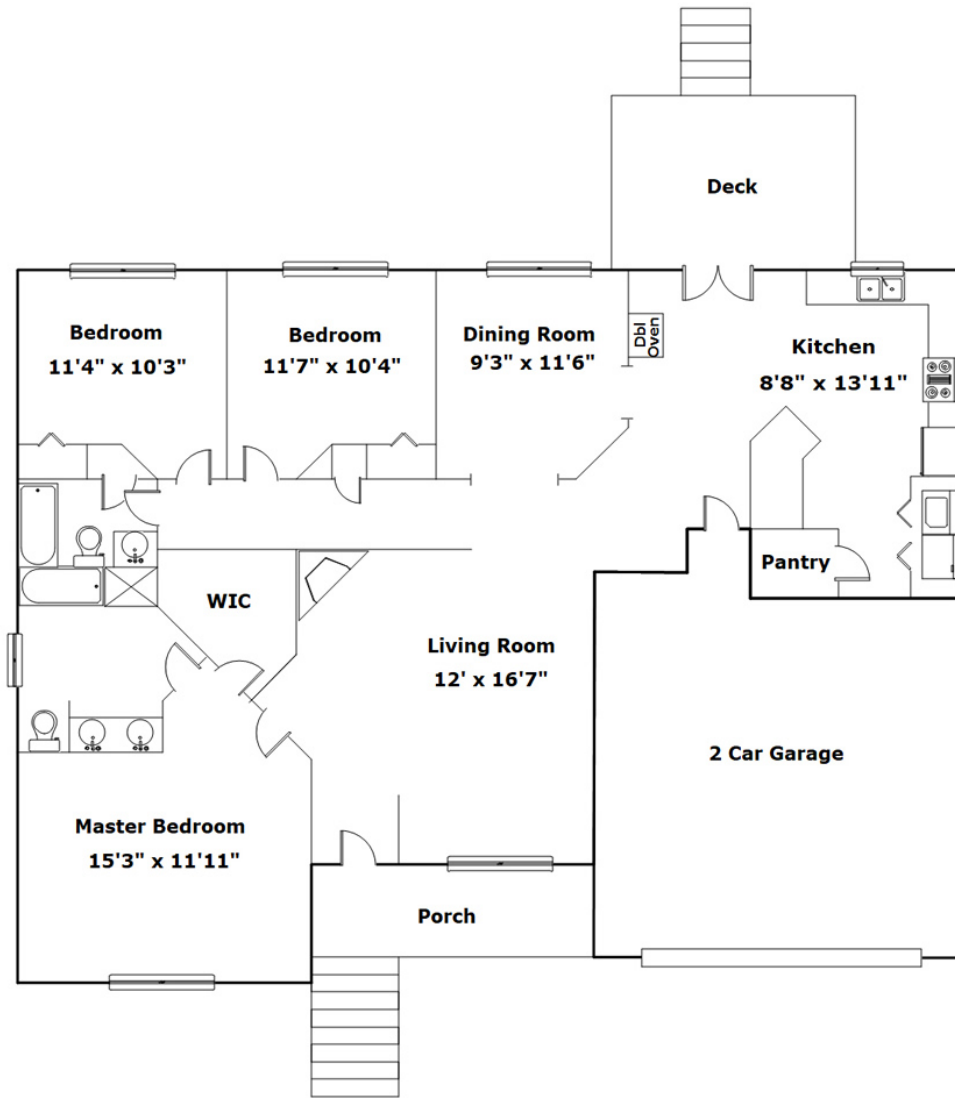 Deck
Bedroom
11'4" x 10'3"
Bedroom
11'7" x 10'4"
Dining Room
9'3" x 11'6"
Dbl
Oven
Kitchen
8'8" x 13'11"
Pantry
WIC
Living Room
12' x 16'7"
2 Car Garage
Master Bedroom
15'3" x 11'11"
Porch